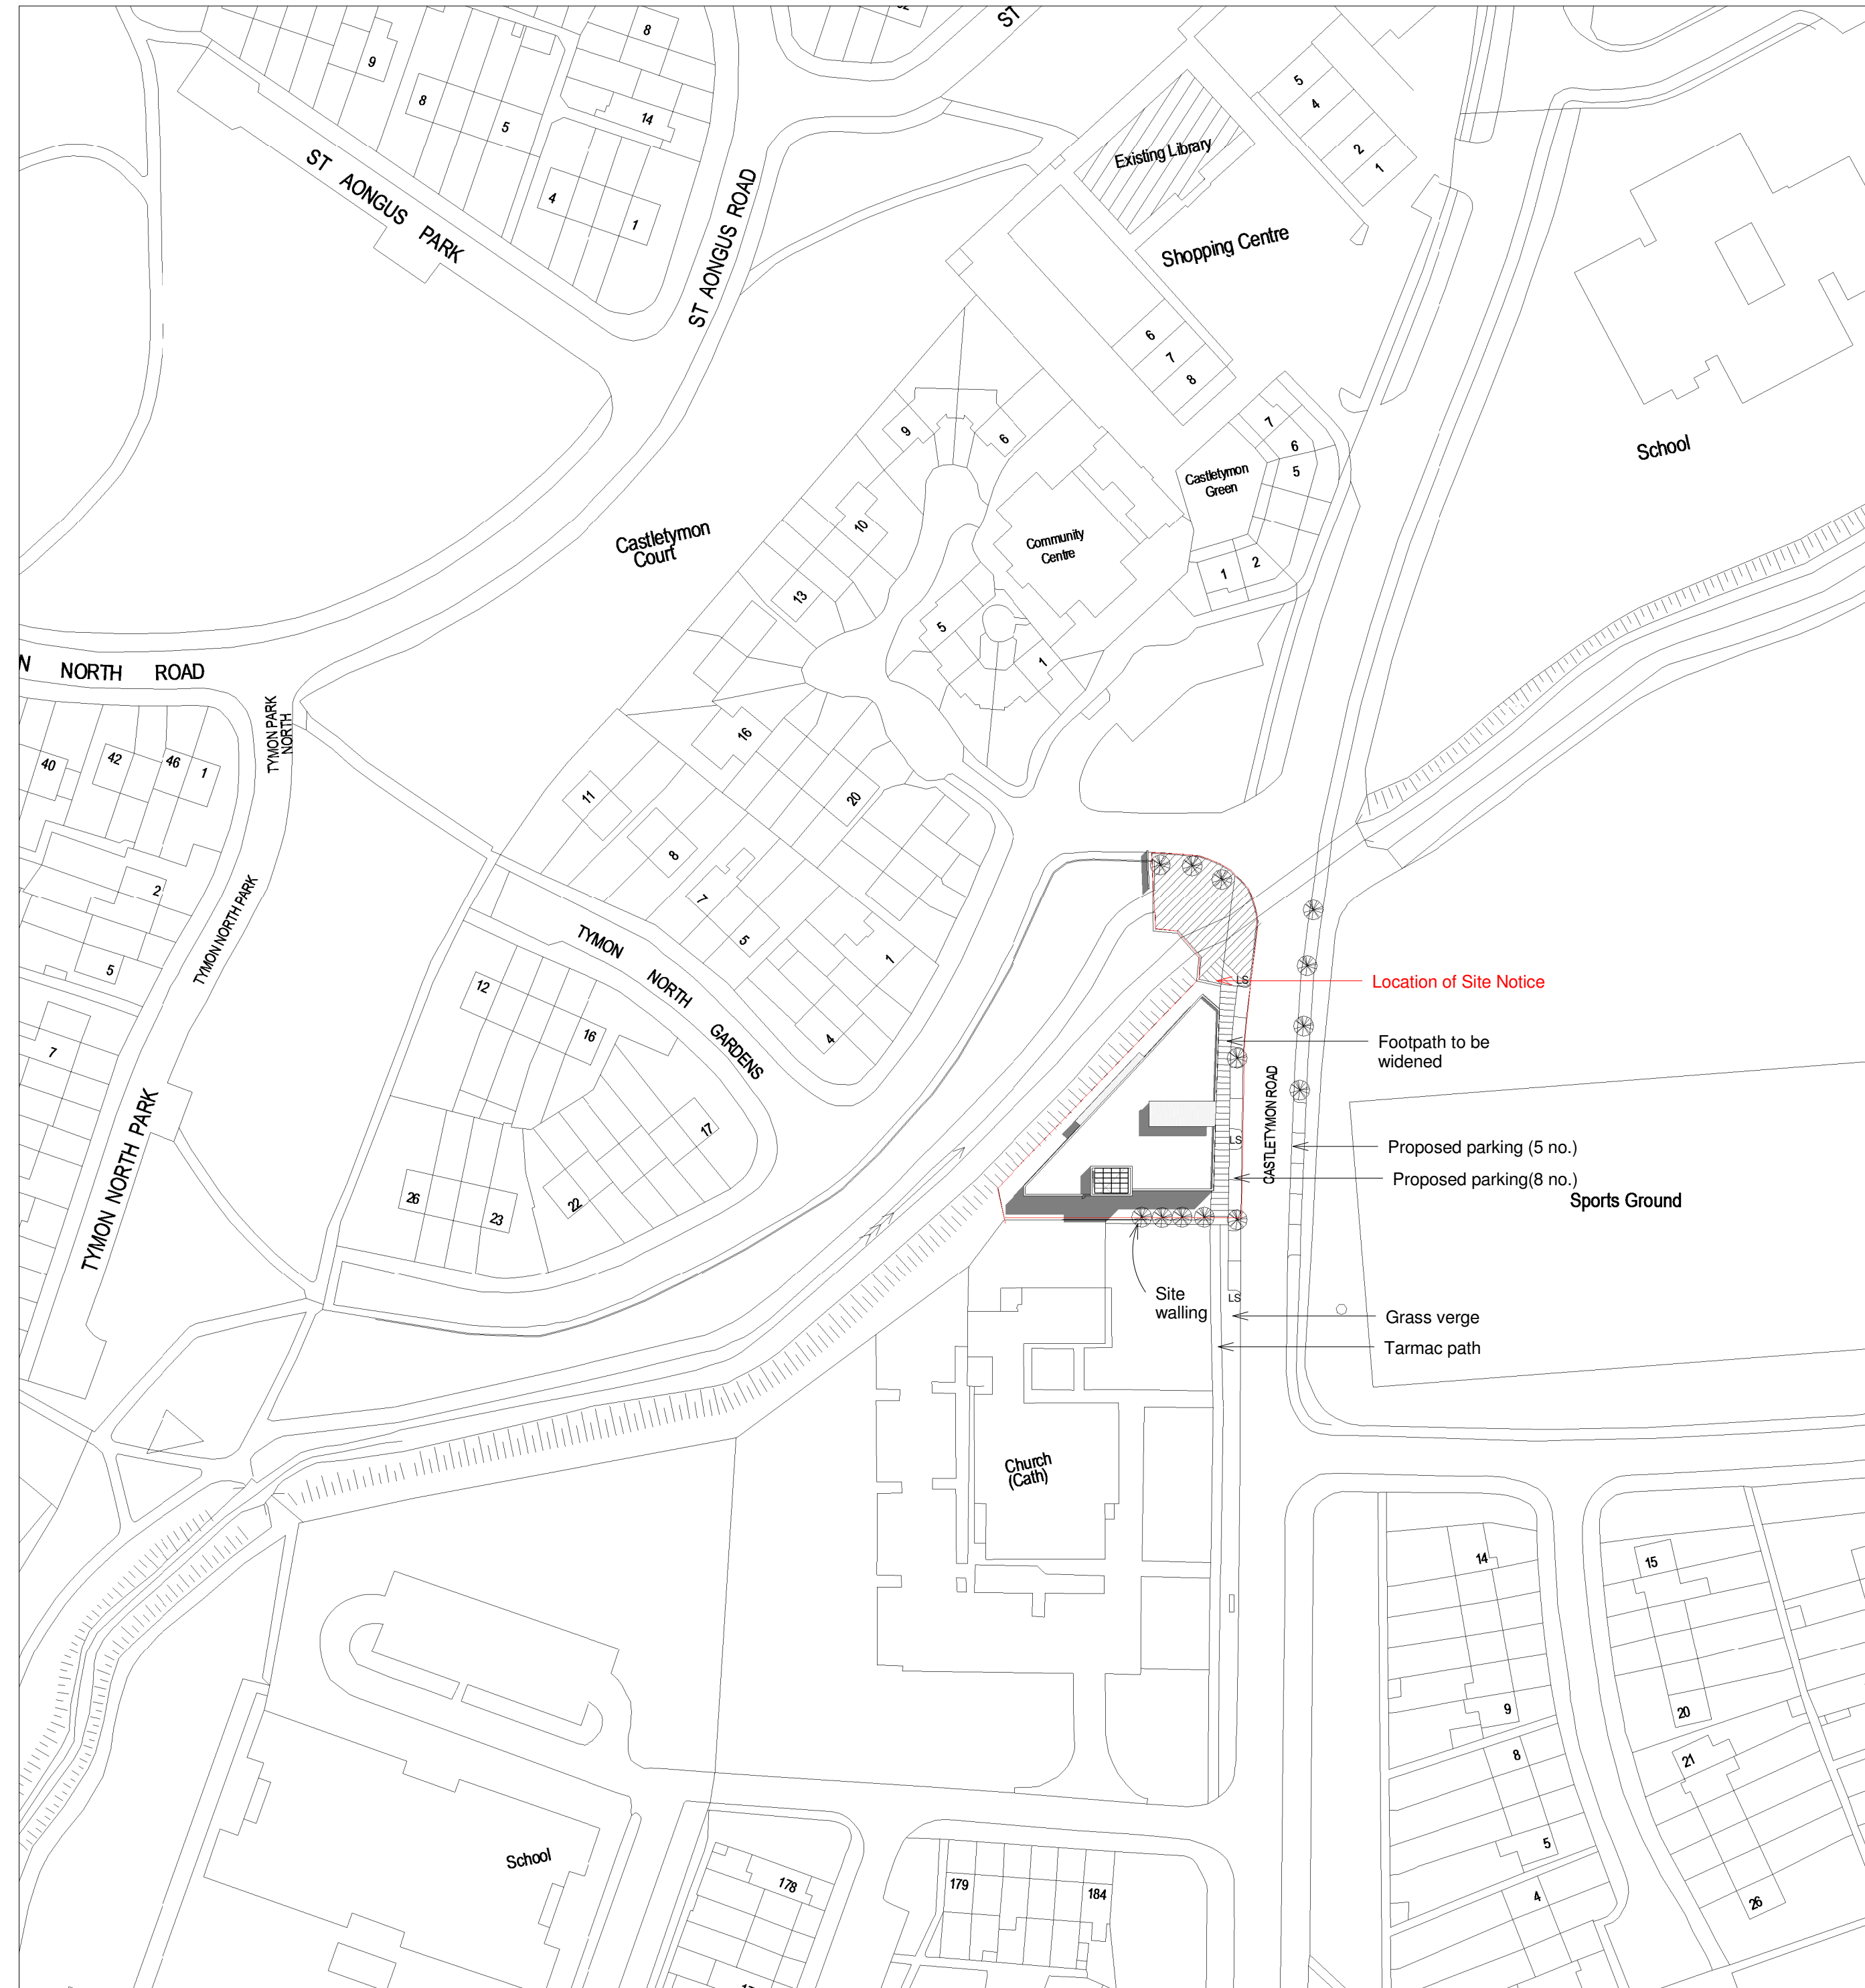 8
9
8
5
14
4
1
ST AONGUS PARK
ST AONGUS ROAD
ST
Existing Library
5
4
2
1
Shopping Centre
6
7
8
School
9
6
10
13
Castletymon
Court
Community
Centre
Castletymon
Green
7
6
5
2
1
5
1
NORTH ROAD
TYMON PARK
NORTH
40
42
46
1
2
5
7
TYMON NORTH PARK
TYMON NORTH PARK
16
11
20
8
7
5
1
4
TYMON NORTH GARDENS
12
16
17
22
26
23
LS
Location of Site Notice
Footpath to be
widened
CASTLETYMON ROAD
LS
Proposed parking (5 no.)
Proposed parking(8 no.)
Sports Ground
Site
walling
LS
Grass verge
Tarmac path
Church
(Cath)
School
178
179
184
14
9
8
5
4
15
20
21
26